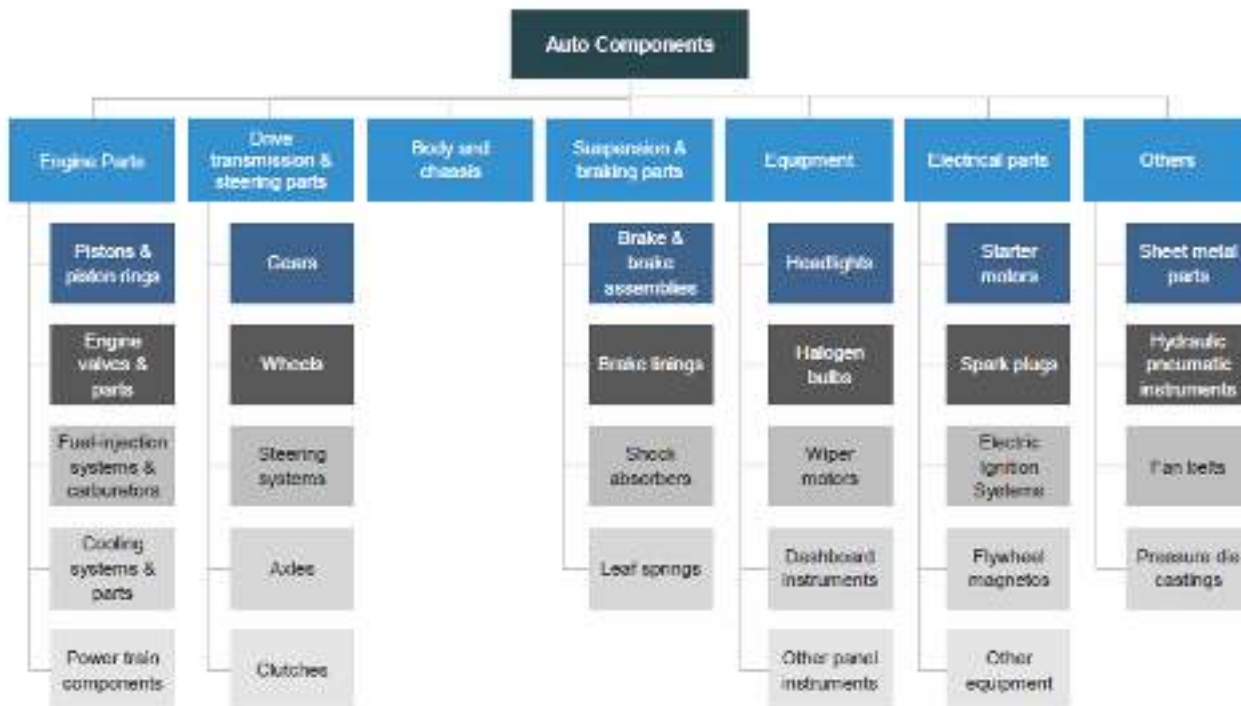 Auto Components
Engine Parts
Drive
transmission &
steering parts
Body and
chassis
Suspension &
braking parts
Equipment
Electrical parts
Others
Pistons &
piston rings
Gears
Brake &
brake
assemblies
Headlights
Starter
motors
Sheet metal
parts
Engine
valves &
parts
Wheels
Brake linings
Halogen
bulbs
Spark plugs
Hydraulic
pneumatic
instruments
Fuel-injection
systems &
carburetors
Steering
systems
Shock
absorbers
Wiper
motors
Electric
Ignition
Systems
Fan belts
Cooling
systems &
parts
Axles
Leaf springs
Dashboard
instruments
Flywheel
magnetos
Pressure die
castings
Power train
components
Clutches
Other panel
instruments
Other
equipment